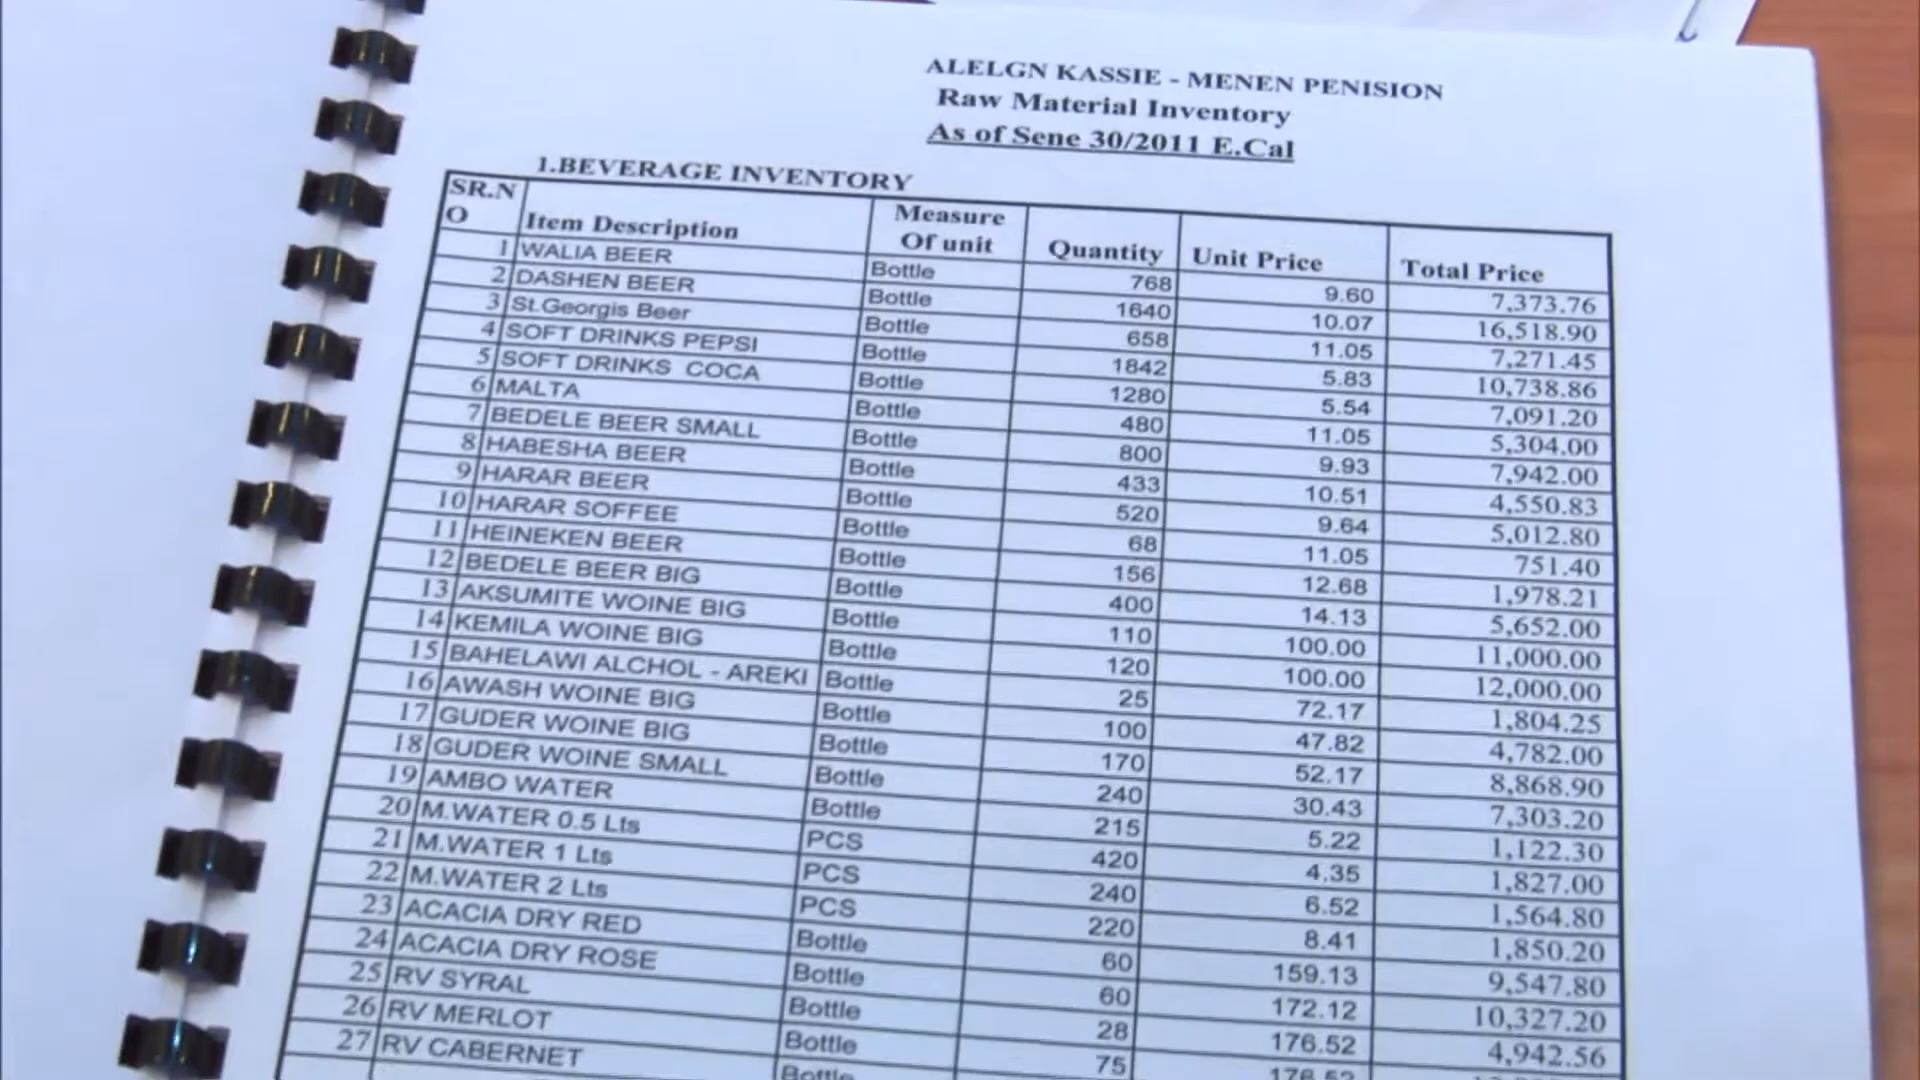 ALELGN KASSIE - MENEN PENISION
Raw Material Inventory
As of Sene 30/2011 E.Cal
1.BEVERAGE INVENTORY
SR.NO Item Description Measure Of unit Quantity Unit Price Total Price
1 WALIA BEER Bottle 768 9.60 7,373.76
2 DASHEN BEER Bottle 1640 10.07 16,518.90
3 St.Georgis Beer Bottle 658 11.05 7,271.45
4 SOFT DRINKS PEPSI Bottle 1842 5.83 10,738.86
5 SOFT DRINKS COCA Bottle 1280 5.54 7,091.20
6 MALTA Bottle 480 11.05 5,304.00
7 BEDELE BEER SMALL Bottle 800 9.93 7,942.00
8 HABESHA BEER Bottle 433 10.51 4,550.83
9 HARAR BEER Bottle 520 9.64 5,012.80
10 HARAR SOFFEE Bottle 68 11.05 751.40
11 HEINEKEN BEER Bottle 156 12.68 1,978.21
12 BEDELE BEER BIG Bottle 400 14.13 5,652.00
13 AKSUMITE WOINE BIG Bottle 110 100.00 11,000.00
14 KEMILA WOINE BIG Bottle 120 100.00 12,000.00
15 BAHELAWI ALCHOL - AREKI Bottle 25 72.17 1,804.25
16 AWASH WOINE BIG Bottle 100 47.82 4,782.00
17 GUDER WOINE BIG Bottle 170 52.17 8,868.90
18 GUDER WOINE SMALL Bottle 240 30.43 7,303.20
19 AMBO WATER Bottle 215 5.22 1,122.30
20 M.WATER 0.5 Lts PCS 420 4.35 1,827.00
21 M.WATER 1 Lts PCS 240 6.52 1,564.80
22 M.WATER 2 Lts PCS 220 8.41 1,850.20
23 ACACIA DRY RED Bottle 60 159.13 9,547.80
24 ACACIA DRY ROSE Bottle 60 172.12 10,327.20
25 RV SYRAL Bottle 28 176.52 4,942.56
26 RV MERLOT Bottle 75 176.52
27 RV CABERNET Bottle